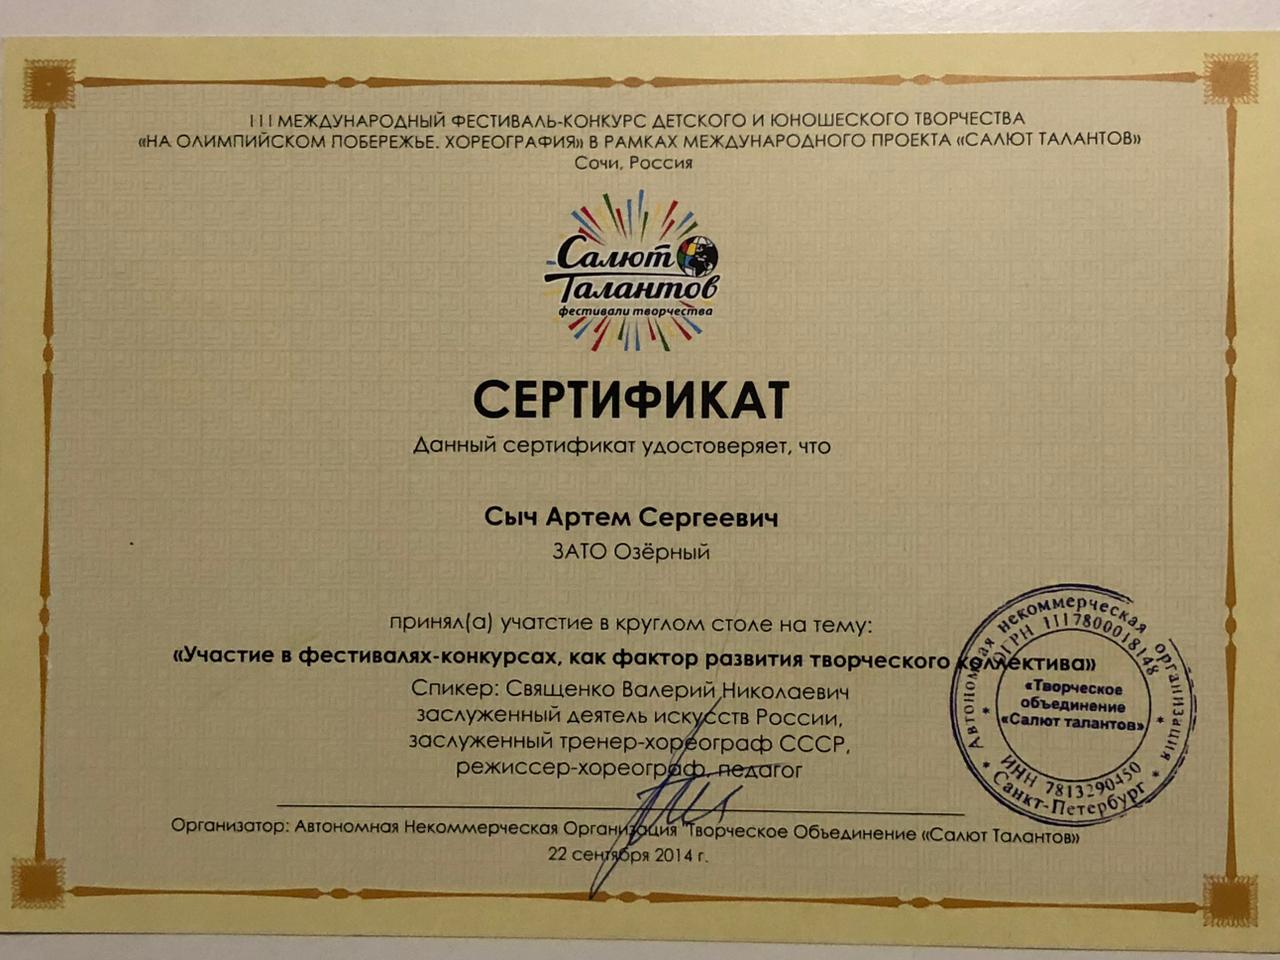 III МЕЖДУНАРОДНЫЙ ФЕСТИВАЛЬ-КОНКУРС ДЕТСКОГО И ЮНОШЕСКОГО ТВОРЧЕСТВА
«НА ОЛИМПИЙСКОМ ПОБЕРЕЖЬЕ. ХОРЕОГРАФИЯ» В РАМКАХ МЕЖДУНАРОДНОГО ПРОЕКТА «САЛЮТ ТАЛАНТОВ»
Сочи, Россия
Салют
Талантов
фестивали творчества
СЕРТИФИКАТ
Данный сертификат удостоверяет, что
Сыч Артем Сергеевич
ЗАТО Озёрный
принял(а) учатстие в круглом столе на тему:
«Участие в фестивалях-конкурсах, как фактор развития творческого коллектива»
Спикер: Священко Валерий Николаевич
заслуженный деятель искусств России,
заслуженный тренер-хореограф СССР,
режиссер-хореограф, педагог
Организатор: Автономная Некоммерческая Организация "Творческое Объединение «Салют Талантов»
22 сентября 2014 г.
* Автономная некоммерческая организация *
Санкт-Петербург
* ОГРН 1117800018148 *
ИНН 7813290450
«Творческое
объединение
«Салют талантов»